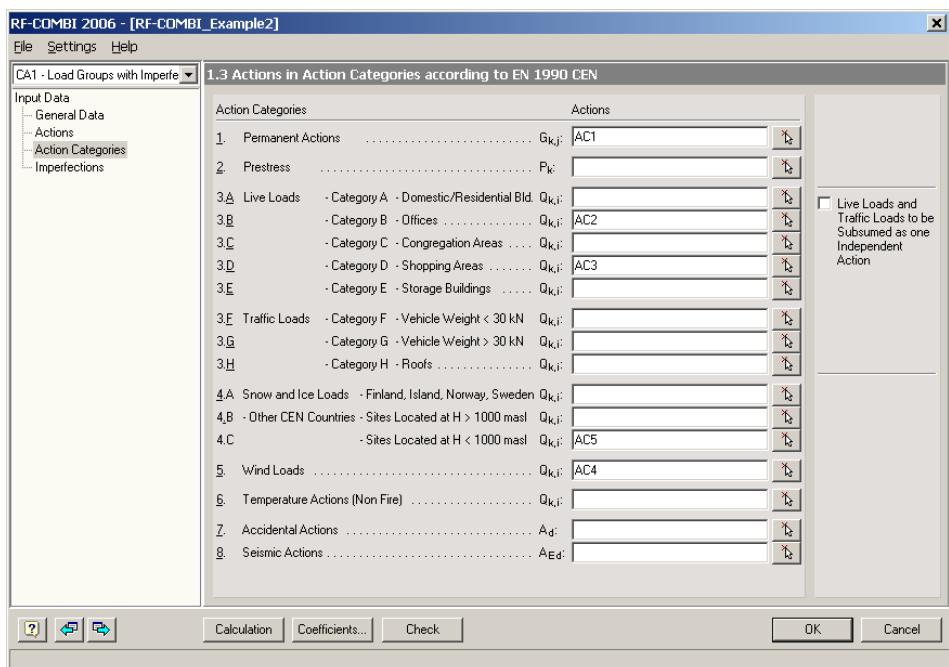 RF-COMBI 2006 - [RF-COMBI_Example2]
File Settings Help
CA1 - Load Groups with Imperfe
1.3 Actions in Action Categories according to EN 1990 CEN
Input Data
General Data
Actions
Action Categories
Imperfections
Action Categories Actions
1. Permanent Actions .................................. Gk,j: AC1
2. Prestress ........................................... Pk:
3.A Live Loads - Category A - Domestic/Residential Bld. Qk,i:
3.B - Category B - Offices .................. Qk,i: AC2
3.C - Category C - Congregation Areas .... Qk,i:
3.D - Category D - Shopping Areas ....... Qk,i: AC3
3.E - Category E - Storage Buildings ..... Qk,i:
3.F Traffic Loads - Category F - Vehicle Weight < 30 kN Qk,i:
3.G - Category G - Vehicle Weight > 30 kN Qk,i:
3.H - Category H - Roofs .................... Qk,i:
4.A Snow and Ice Loads - Finland, Island, Norway, Sweden Qk,i:
4.B - Other CEN Countries - Sites Located at H > 1000 masl Qk,i:
4.C - Sites Located at H < 1000 masl Qk,i: AC5
5. Wind Loads ........................................ Qk,i: AC4
6. Temperature Actions (Non Fire) ...................... Qk,i:
7. Accidental Actions .................................. Ad:
8. Seismic Actions ..................................... AEd:
Live Loads and
Traffic Loads to be
Subsumed as one
Independent
Action
Calculation Coefficients... Check OK Cancel